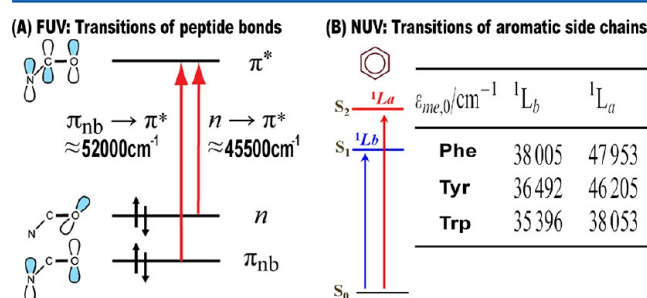 (A) FUV: Transitions of peptide bonds
N C O
π*
πnb → π* n → π*
≈52000cm-1 ≈45500cm-1
N C O
n
N C O
πnb
(B) NUV: Transitions of aromatic side chains
S2 ¹La
S1 ¹Lb
S0
εme,0/cm⁻¹ ¹Lb ¹La
Phe 38005 47953
Tyr 36492 46205
Trp 35396 38053